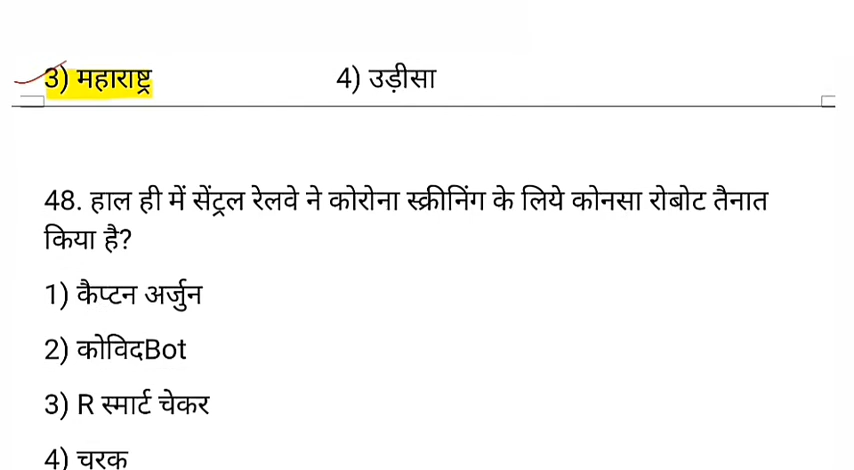 3) महाराष्ट्र 4) उड़ीसा
48. हाल ही में सेंट्रल रेलवे ने कोरोना स्क्रीनिंग के लिये कोनसा रोबोट तैनात
किया है?
1) कैप्टन अर्जुन
2) कोविदBot
3) R स्मार्ट चेकर
4) चरक